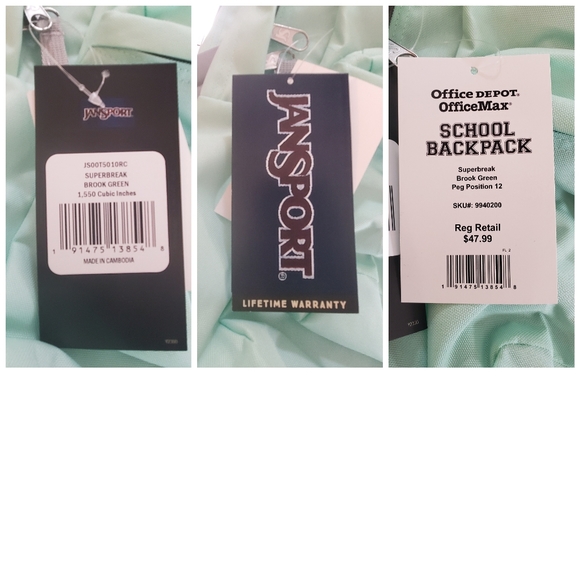 JANSPORT
JS00T5010RC
SUPERBREAK
BROOK GREEN
1,550 Cubic Inches
1 91475 13854 8
MADE IN CAMBODIA
JANSPORT®
LIFETIME WARRANTY
Office DEPOT.
OfficeMax®
SCHOOL
BACKPACK
Superbreak
Brook Green
Peg Position 12
SKU#: 9940200
Reg Retail
$47.99
1 91475 13854 8